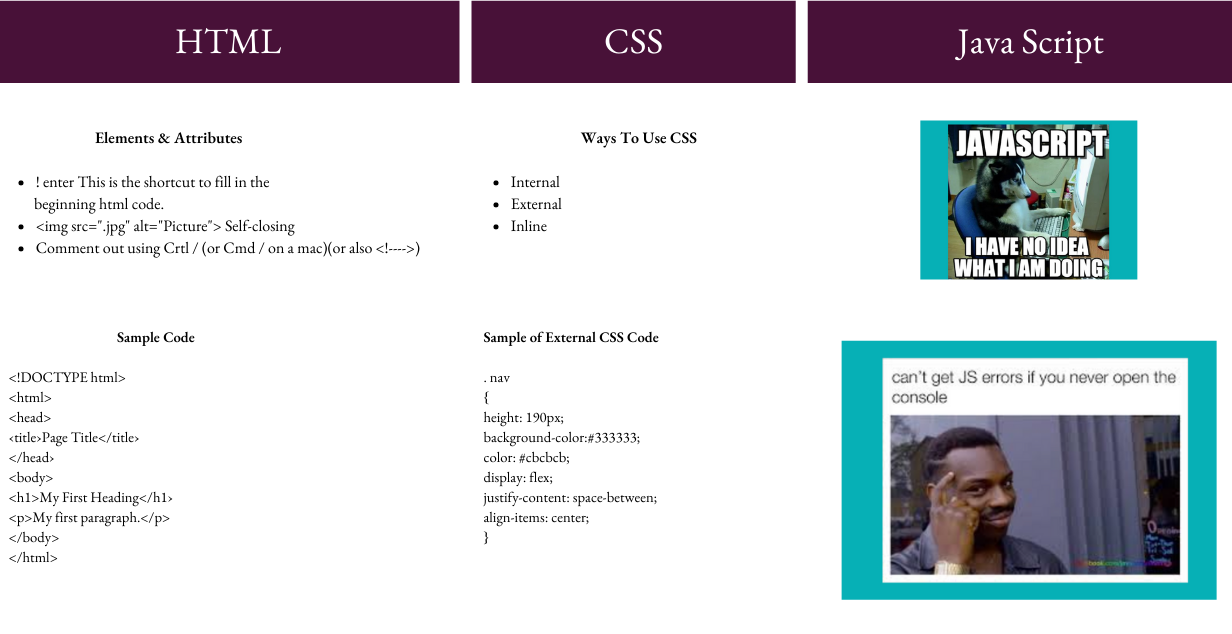 HTML
Elements & Attributes
! enter This is the shortcut to fill in the
beginning html code.
<img src=".jpg" alt="Picture"> Self-closing
Comment out using Crtl / (or Cmd / on a mac)(or also <!---->)
Sample Code
<!DOCTYPE html>
<html>
<head>
‹title›Page Title</title>
</head>
<body>
<h1>My First Heading</h1>
<p>My first paragraph.</p>
</body>
</html>
CSS
Ways To Use CSS
Internal
External
Inline
Sample of External CSS Code
. nav
{
height: 190px;
background-color:#333333;
color: #cbcbcb;
display: flex;
justify-content: space-between;
align-items: center;
}
Java Script
JAVASCRIPT
I HAVE NO IDEA
WHAT I AM DOING
can't get JS errors if you never open the
console